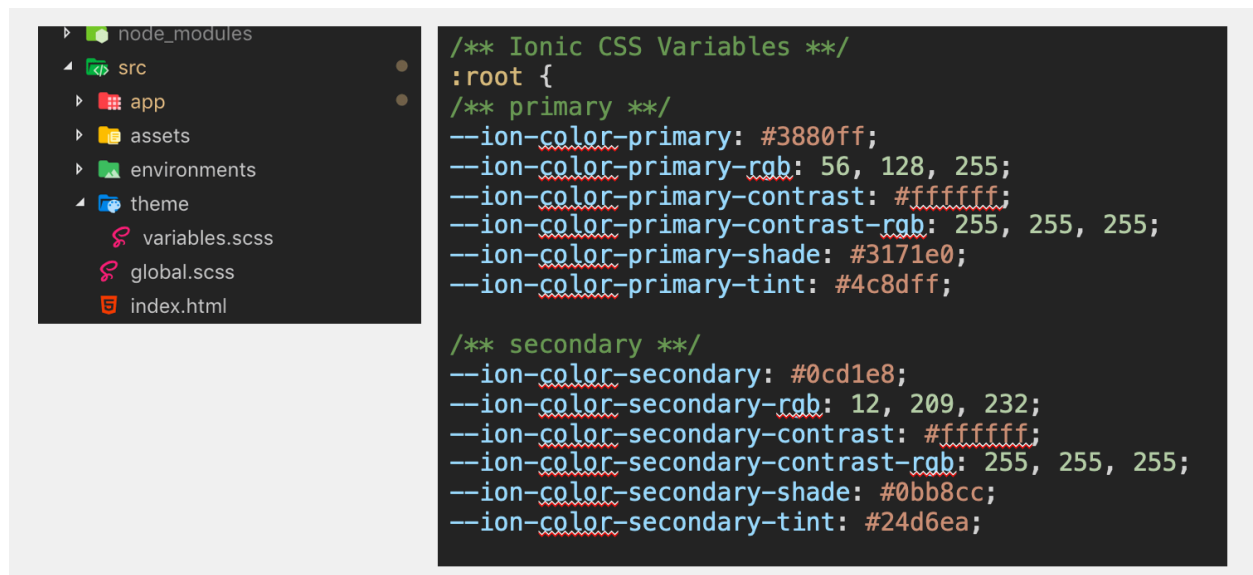 node_modules
src
app
assets
environments
theme
variables.scss
global.scss
index.html
/** Ionic CSS Variables **/
:root {
/** primary **/
--ion-color-primary: #3880ff;
--ion-color-primary-rgb: 56, 128, 255;
--ion-color-primary-contrast: #ffffff;
--ion-color-primary-contrast-rgb: 255, 255, 255;
--ion-color-primary-shade: #3171e0;
--ion-color-primary-tint: #4c8dff;
/** secondary **/
--ion-color-secondary: #0cd1e8;
--ion-color-secondary-rgb: 12, 209, 232;
--ion-color-secondary-contrast: #ffffff;
--ion-color-secondary-contrast-rgb: 255, 255, 255;
--ion-color-secondary-shade: #0bb8cc;
--ion-color-secondary-tint: #24d6ea;